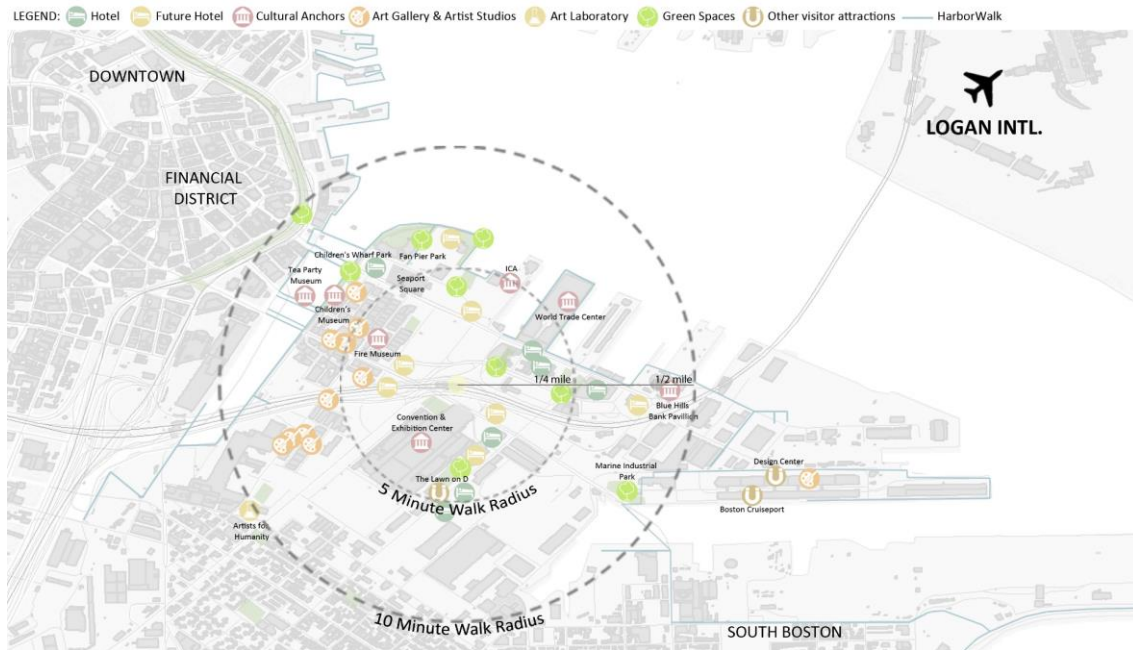 LEGEND: Hotel Future Hotel Cultural Anchors Art Gallery & Artist Studios Art Laboratory Green Spaces Other visitor attractions HarborWalk
DOWNTOWN
LOGAN INTL.
FINANCIAL
DISTRICT
Children's Wharf Park
Fan Pier Park
Tea Party
Museum
Seaport
Square
ICA
Children's
Museum
World Trade Center
Fire Museum
1/4 mile
1/2 mile
Blue Hills
Bank Pavillion
Convention &
Exhibition Center
The Lawn on D
Marine Industrial
Park
Design Center
Boston Cruiseport
5 Minute Walk Radius
Artists for
Humanity
10 Minute Walk Radius
SOUTH BOSTON